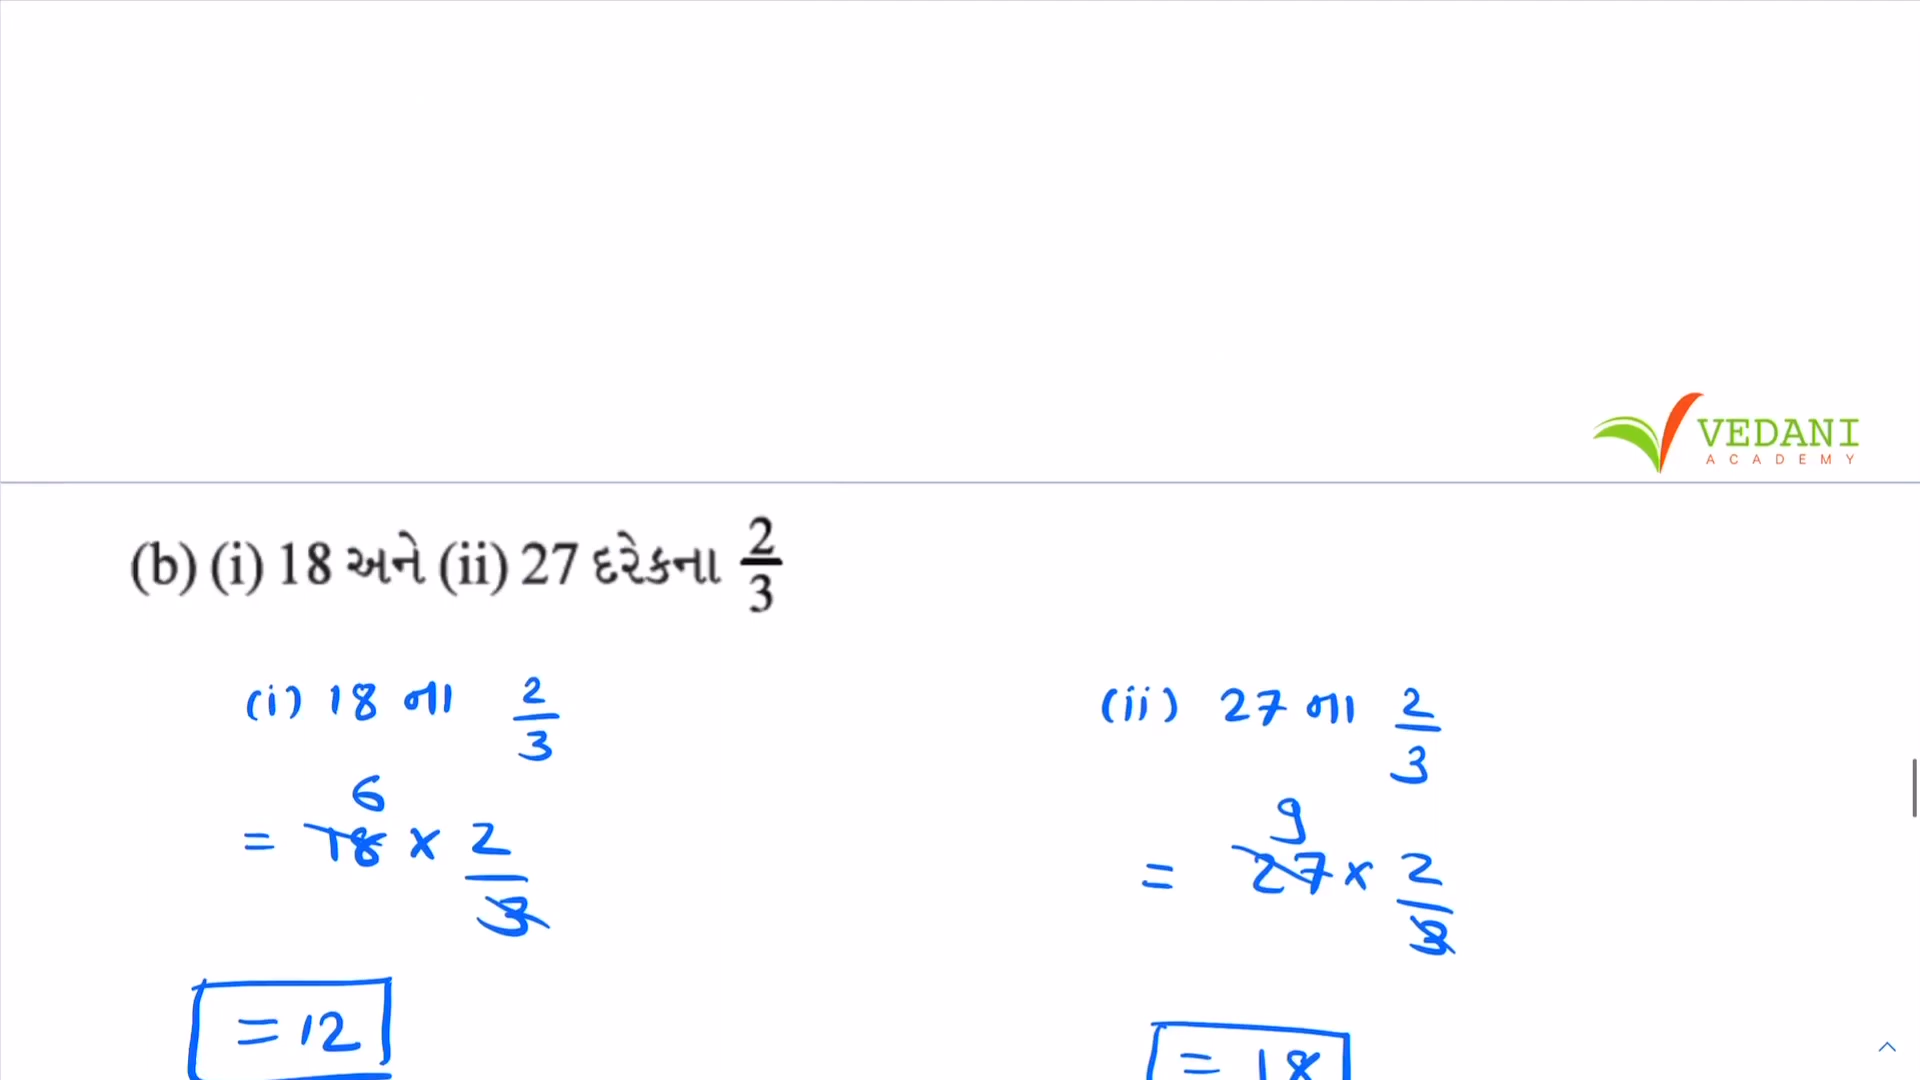 VEDANI
ACADEMY
(b) (i) 18 અને (ii) 27 દરેકના 2/3
(i) 18 ના 2/3
6
= 18 x 2/3
= 12
(ii) 27 ના 2/3
9
= 27 x 2/3
= 18